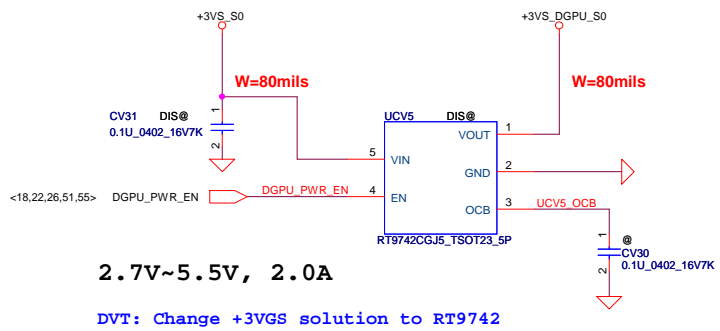 +3VS_S0
+3VS_DGPU_S0
W=80mils
W=80mils
CV31 DIS@
0.1U_0402_16V7K
1
2
UCV5 DIS@
VOUT 1
5 VIN
GND 2
<18,22,26,51,55> DGPU_PWR_EN DGPU_PWR_EN 4 EN
OCB 3 UCV5_OCB
RT9742CGJ5_TSOT23_5P
1
2
@
CV30
0.1U_0402_16V7K
2.7V~5.5V, 2.0A
DVT: Change +3VGS solution to RT9742